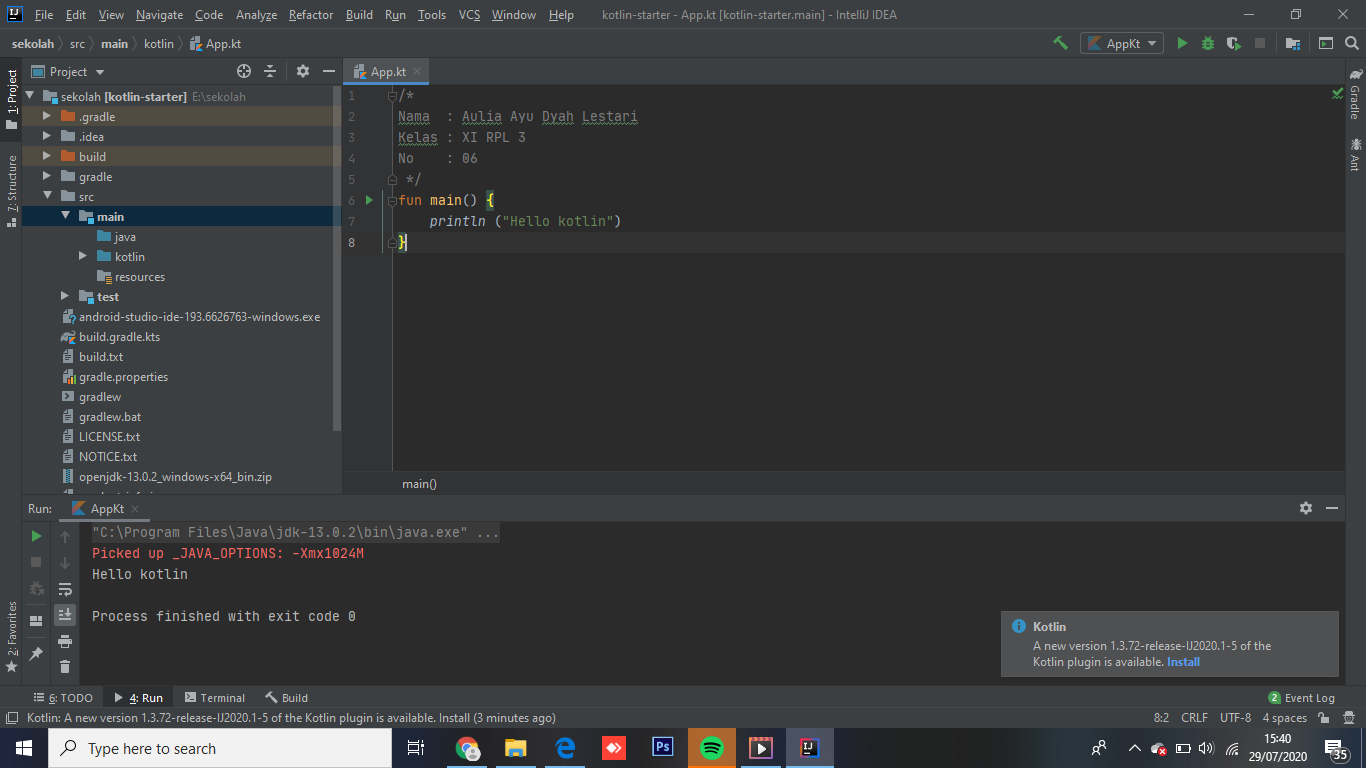 File Edit View Navigate Code Analyze Refactor Build Run Tools VCS Window Help kotlin-starter - App.kt [kotlin-starter.main] - IntelliJ IDEA
sekolah src main kotlin App.kt AppKt
1: Project
7: Structure
2: Favorites
Project
sekolah [kotlin-starter] E:\sekolah
.gradle
.idea
build
gradle
src
main
java
kotlin
resources
test
android-studio-ide-193.6626763-windows.exe
build.gradle.kts
build.txt
gradle.properties
gradlew
gradlew.bat
LICENSE.txt
NOTICE.txt
openjdk-13.0.2_windows-x64_bin.zip
App.kt
1 /*
2 Nama : Aulia Ayu Dyah Lestari
3 Kelas : XI RPL 3
4 No : 06
5 */
6 fun main() {
7 println ("Hello kotlin")
8 }
main()
Gradle
Ant
Run: AppKt
"C:\Program Files\Java\jdk-13.0.2\bin\java.exe" ...
Picked up _JAVA_OPTIONS: -Xmx1024M
Hello kotlin
Process finished with exit code 0
Kotlin
A new version 1.3.72-release-IJ2020.1-5 of the
Kotlin plugin is available. Install
6: TODO 4: Run Terminal Build 2 Event Log
Kotlin: A new version 1.3.72-release-IJ2020.1-5 of the Kotlin plugin is available. Install (3 minutes ago) 8:2 CRLF UTF-8 4 spaces
Type here to search
Ps
IJ
15:40
29/07/2020
35